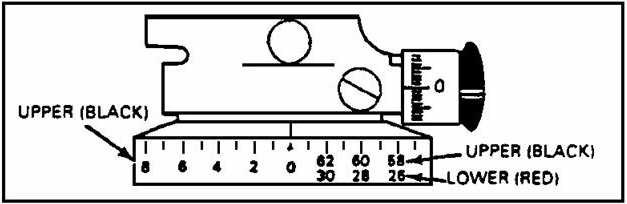 0
UPPER (BLACK)
8 6 4 2 0 62 60 58
30 28 26
UPPER (BLACK)
LOWER (RED)